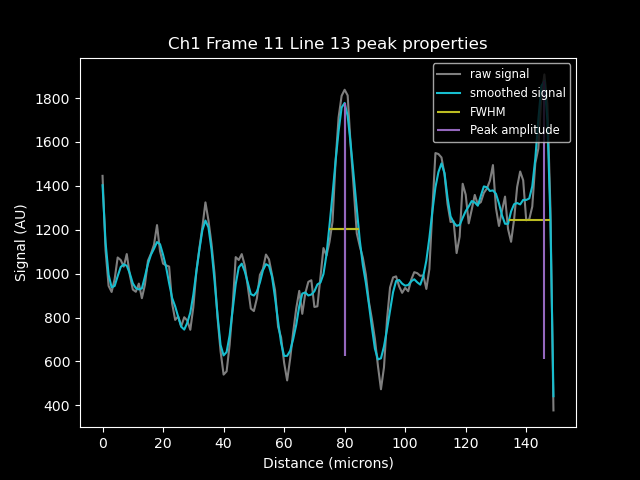 Ch1 Frame 11 Line 13 peak properties
raw signal
smoothed signal
FWHM
Peak amplitude
Signal (AU)
1800
1600
1400
1200
1000
800
600
400
0 20 40 60 80 100 120 140
Distance (microns)